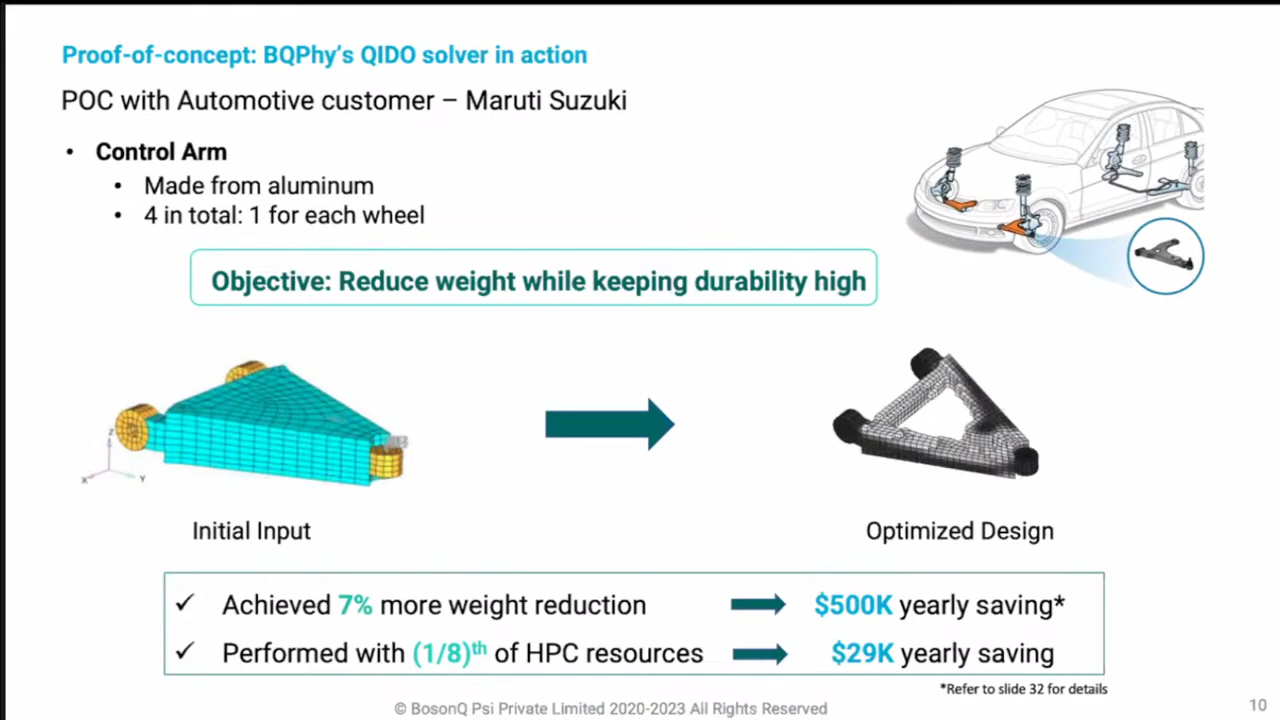 Proof-of-concept: BQPhy's QIDO solver in action
POC with Automotive customer – Maruti Suzuki
• Control Arm
• Made from aluminum
• 4 in total: 1 for each wheel
Objective: Reduce weight while keeping durability high
Z
X
Y
Initial Input
Optimized Design
✓ Achieved 7% more weight reduction
$500K yearly saving*
✓ Performed with (1/8)th of HPC resources
$29K yearly saving
*Refer to slide 32 for details
© BosonQ Psi Private Limited 2020-2023 All Rights Reserved
10